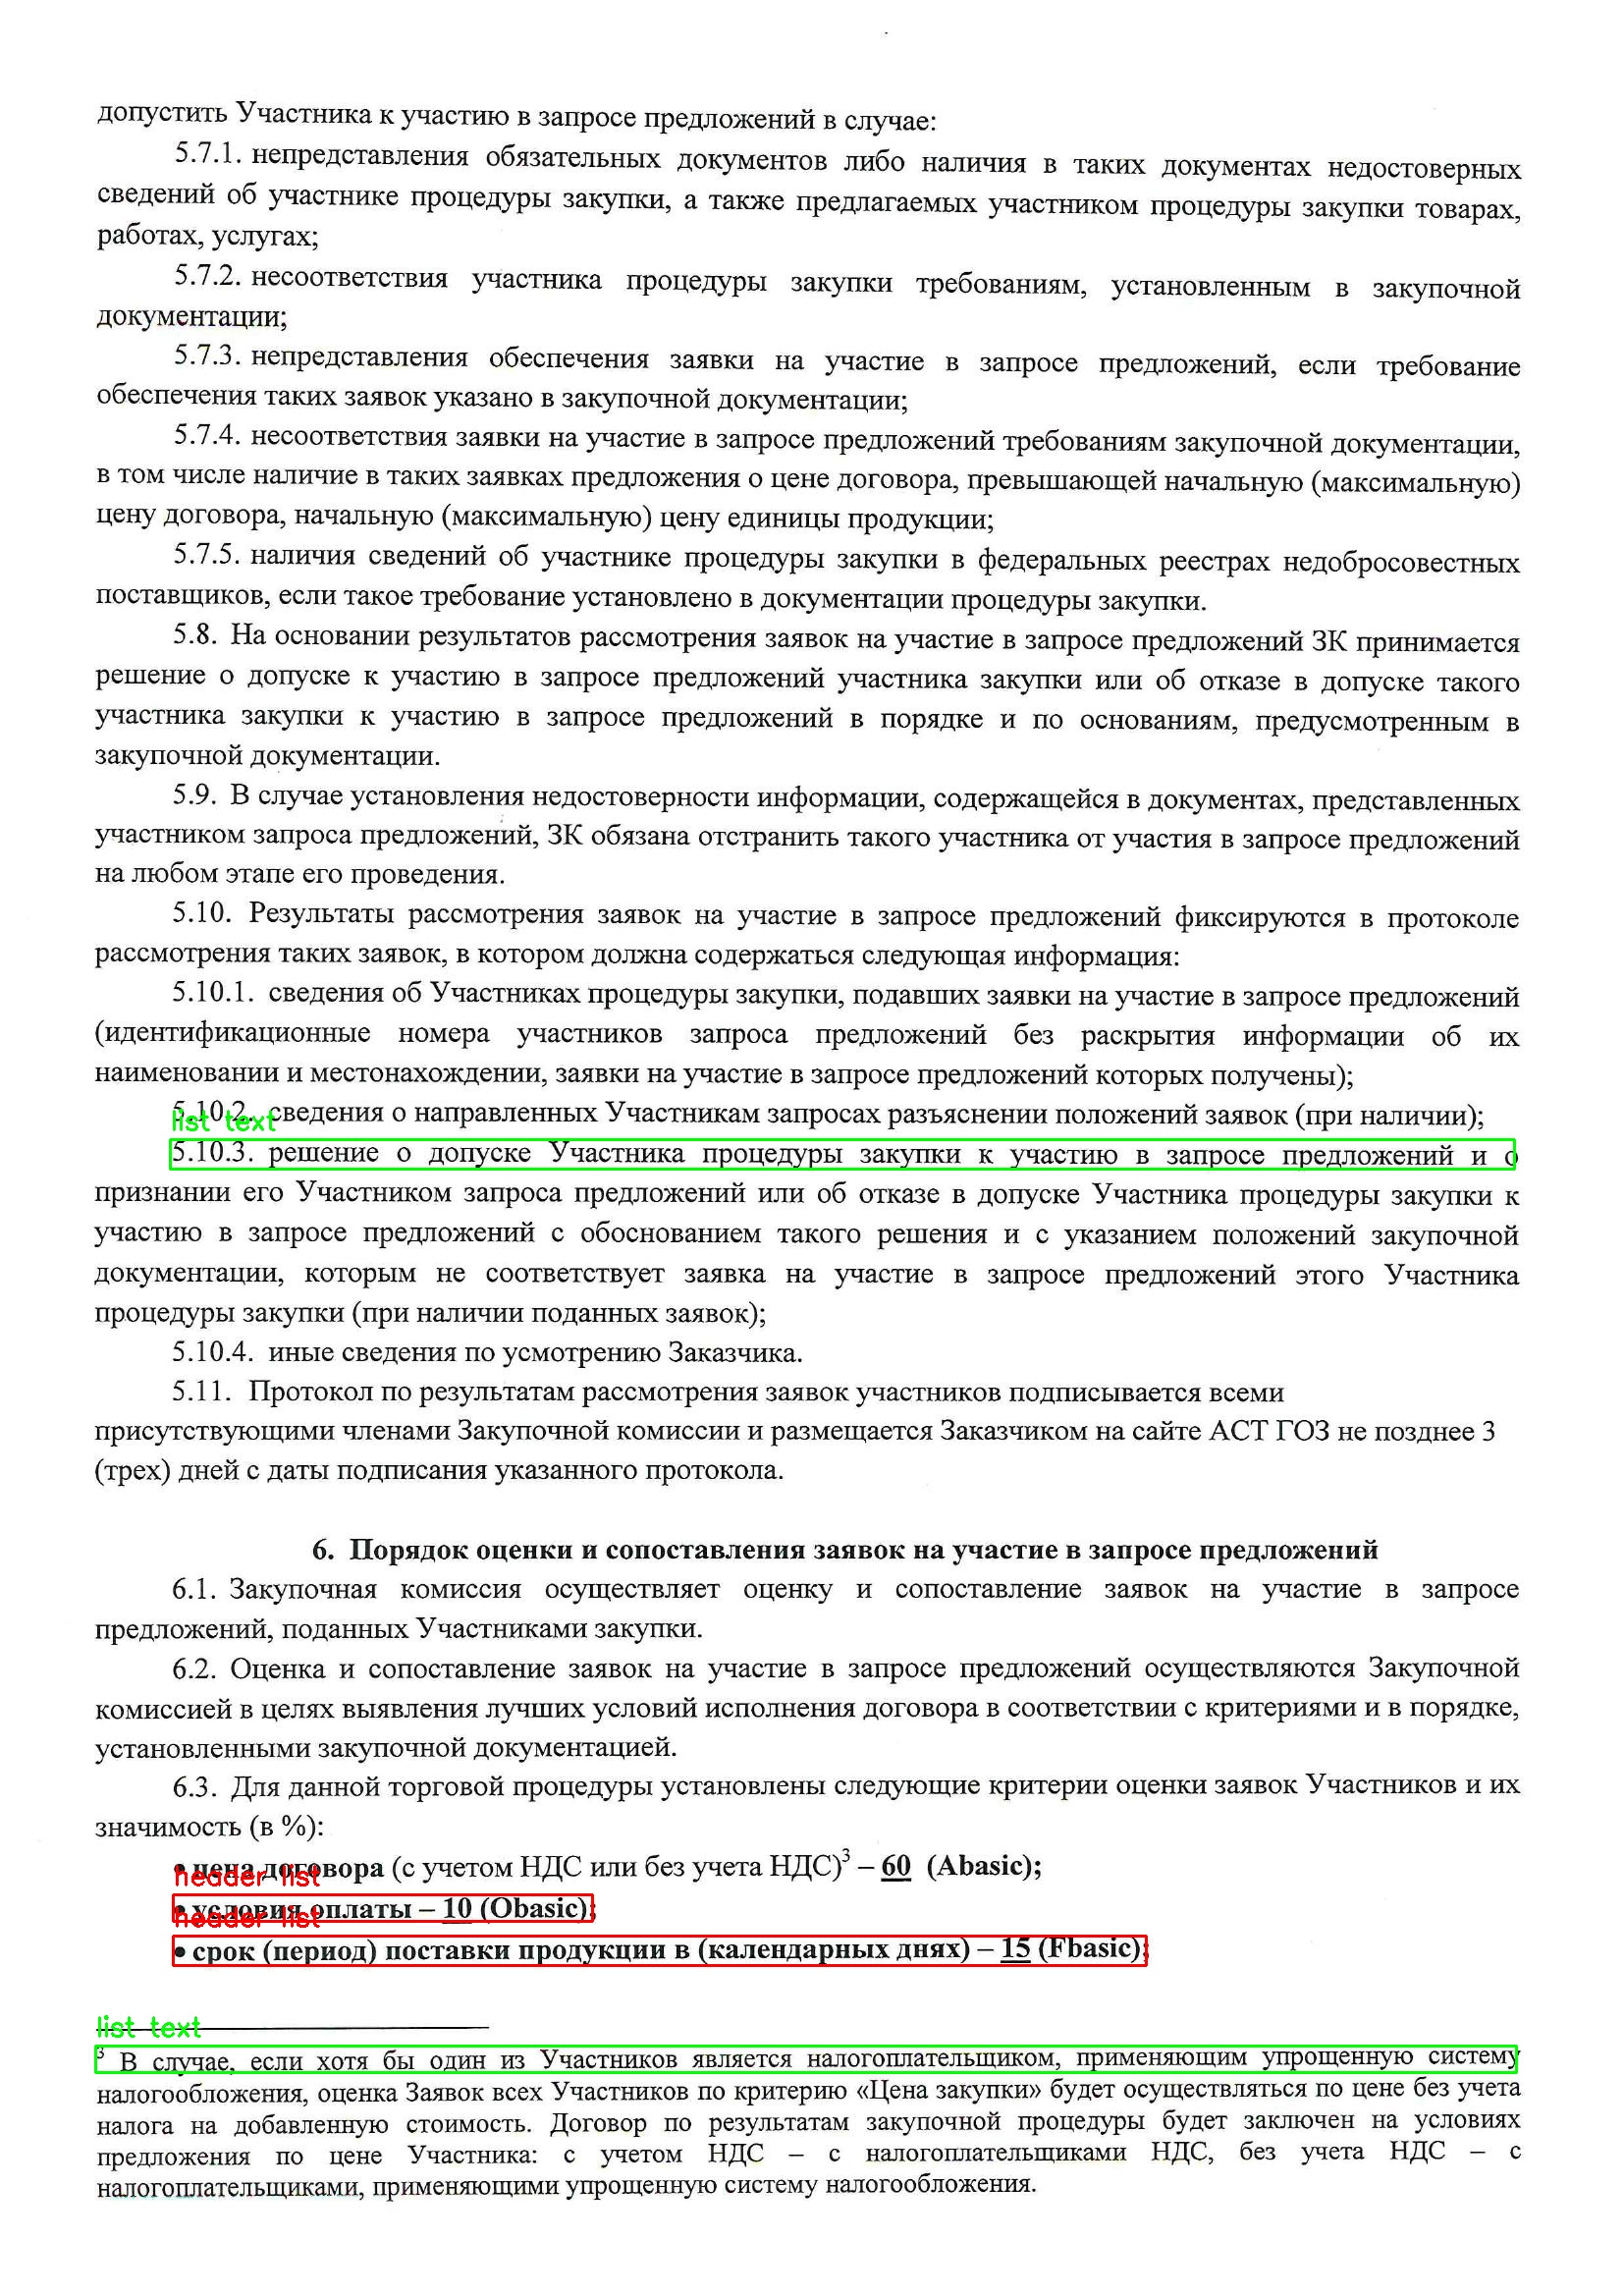 допустить Участника к участию в запросе предложений в случае:
5.7.1. непредставления обязательных документов либо наличия в таких документах недостоверных
сведений об участнике процедуры закупки, а также предлагаемых участником процедуры закупки товарах,
работах, услугах;
5.7.2. несоответствия участника процедуры закупки требованиям, установленным в закупочной
документации;
5.7.3. непредставления обеспечения заявки на участие в запросе предложений, если требование
обеспечения таких заявок указано в закупочной документации;
5.7.4. несоответствия заявки на участие в запросе предложений требованиям закупочной документации,
в том числе наличие в таких заявках предложения о цене договора, превышающей начальную (максимальную)
цену договора, начальную (максимальную) цену единицы продукции;
5.7.5. наличия сведений об участнике процедуры закупки в федеральных реестрах недобросовестных
поставщиков, если такое требование установлено в документации процедуры закупки.
5.8. На основании результатов рассмотрения заявок на участие в запросе предложений ЗК принимается
решение о допуске к участию в запросе предложений участника закупки или об отказе в допуске такого
участника закупки к участию в запросе предложений в порядке и по основаниям, предусмотренным в
закупочной документации.
5.9. В случае установления недостоверности информации, содержащейся в документах, представленных
участником запроса предложений, ЗК обязана отстранить такого участника от участия в запросе предложений
на любом этапе его проведения.
5.10. Результаты рассмотрения заявок на участие в запросе предложений фиксируются в протоколе
рассмотрения таких заявок, в котором должна содержаться следующая информация:
5.10.1. сведения об Участниках процедуры закупки, подавших заявки на участие в запросе предложений
(идентификационные номера участников запроса предложений без раскрытия информации об их
наименовании и местонахождении, заявки на участие в запросе предложений которых получены);
5.10.2. сведения о направленных Участникам запросах разъяснении положений заявок (при наличии);
list text
5.10.3. решение о допуске Участника процедуры закупки к участию в запросе предложений и о
признании его Участником запроса предложений или об отказе в допуске Участника процедуры закупки к
участию в запросе предложений с обоснованием такого решения и с указанием положений закупочной
документации, которым не соответствует заявка на участие в запросе предложений этого Участника
процедуры закупки (при наличии поданных заявок);
5.10.4. иные сведения по усмотрению Заказчика.
5.11. Протокол по результатам рассмотрения заявок участников подписывается всеми
присутствующими членами Закупочной комиссии и размещается Заказчиком на сайте АСТ ГОЗ не позднее 3
(трех) дней с даты подписания указанного протокола.
6. Порядок оценки и сопоставления заявок на участие в запросе предложений
6.1. Закупочная комиссия осуществляет оценку и сопоставление заявок на участие в запросе
предложений, поданных Участниками закупки.
6.2. Оценка и сопоставление заявок на участие в запросе предложений осуществляются Закупочной
комиссией в целях выявления лучших условий исполнения договора в соответствии с критериями и в порядке,
установленными закупочной документацией.
6.3. Для данной торговой процедуры установлены следующие критерии оценки заявок Участников и их
значимость (в %):
• цена договора (с учетом НДС или без учета НДС)³ – 60 (Abasic);
header list
• условия оплаты – 10 (Obasic);
header list
• срок (период) поставки продукции в (календарных днях) – 15 (Fbasic);
list text
³ В случае, если хотя бы один из Участников является налогоплательщиком, применяющим упрощенную систему
налогообложения, оценка Заявок всех Участников по критерию «Цена закупки» будет осуществляться по цене без учета
налога на добавленную стоимость. Договор по результатам закупочной процедуры будет заключен на условиях
предложения по цене Участника: с учетом НДС – с налогоплательщиками НДС, без учета НДС – с
налогоплательщиками, применяющими упрощенную систему налогообложения.